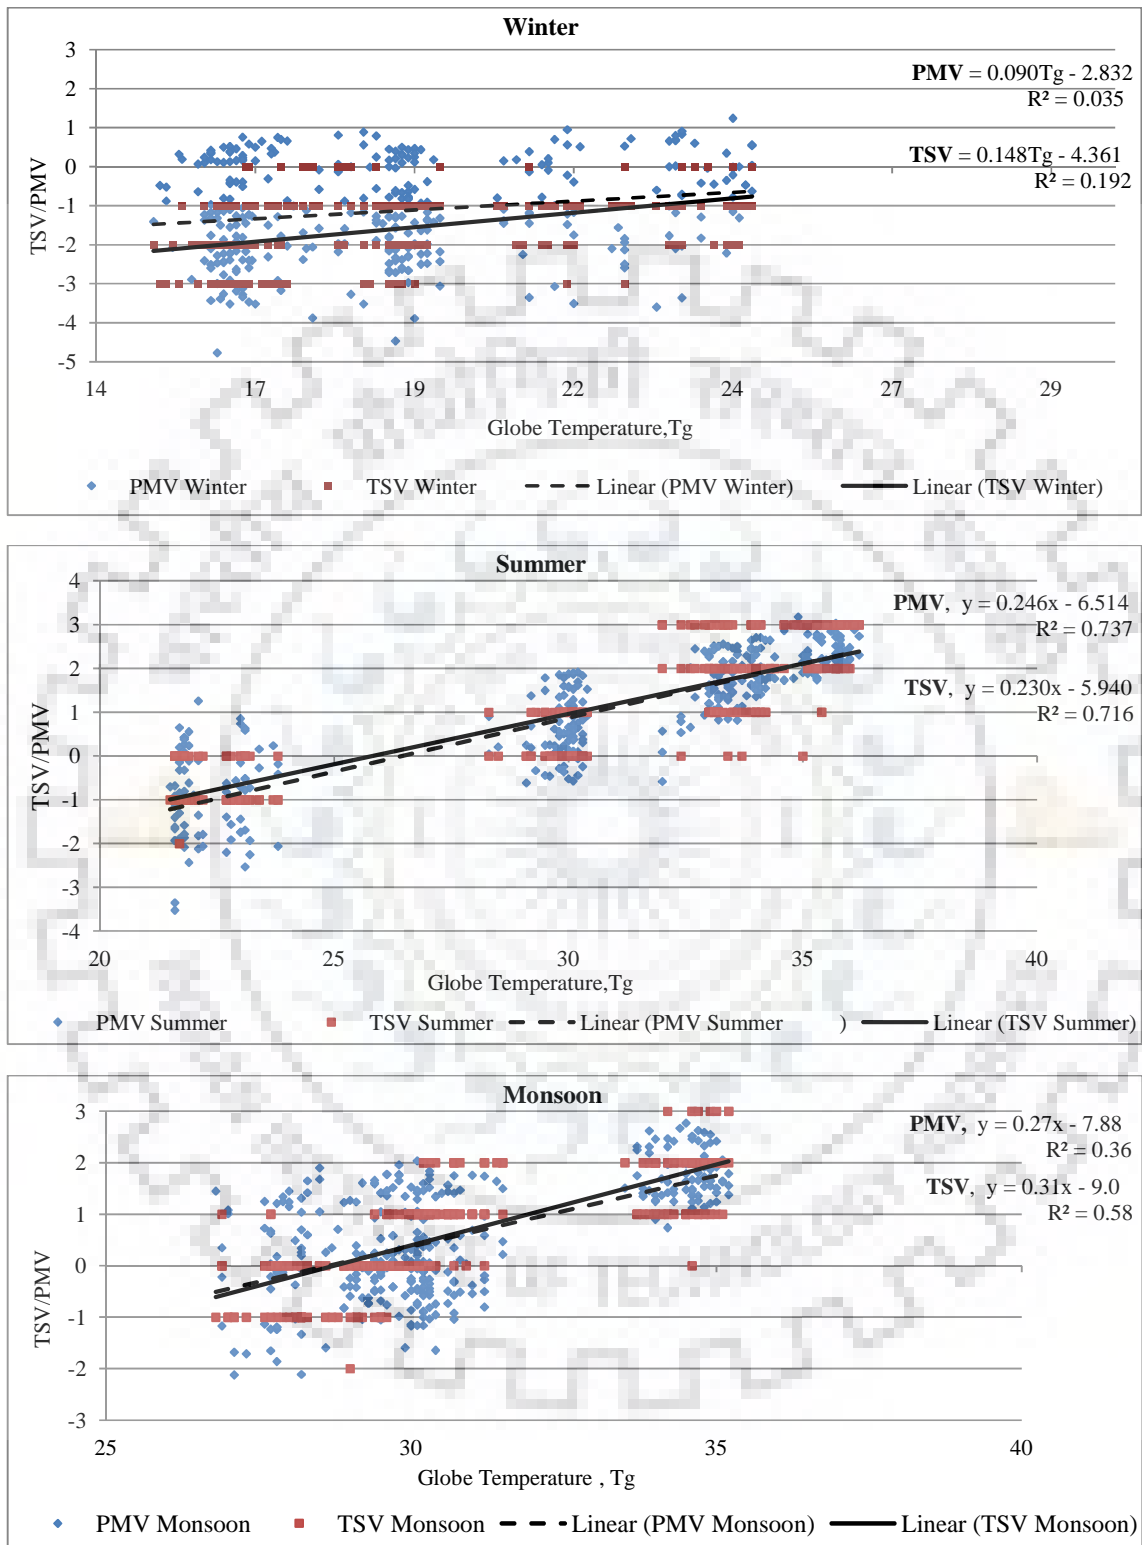 Winter
3
2
1
0
-1
-2
-3
-4
-5
TSV/PMV
PMV = 0.090Tg - 2.832
R² = 0.035
TSV = 0.148Tg - 4.361
R² = 0.192
14 17 19 22 24 27 29
Globe Temperature,Tg
PMV Winter TSV Winter Linear (PMV Winter) Linear (TSV Winter)
Summer
4
3
2
1
0
-1
-2
-3
-4
TSV/PMV
PMV, y = 0.246x - 6.514
R² = 0.737
TSV, y = 0.230x - 5.940
R² = 0.716
20 25 30 35 40
Globe Temperature,Tg
PMV Summer TSV Summer Linear (PMV Summer ) Linear (TSV Summer)
Monsoon
3
2
1
0
-1
-2
-3
TSV/PMV
PMV, y = 0.27x - 7.88
R² = 0.36
TSV, y = 0.31x - 9.0
R² = 0.58
25 30 35 40
Globe Temperature , Tg
PMV Monsoon TSV Monsoon Linear (PMV Monsoon) Linear (TSV Monsoon)